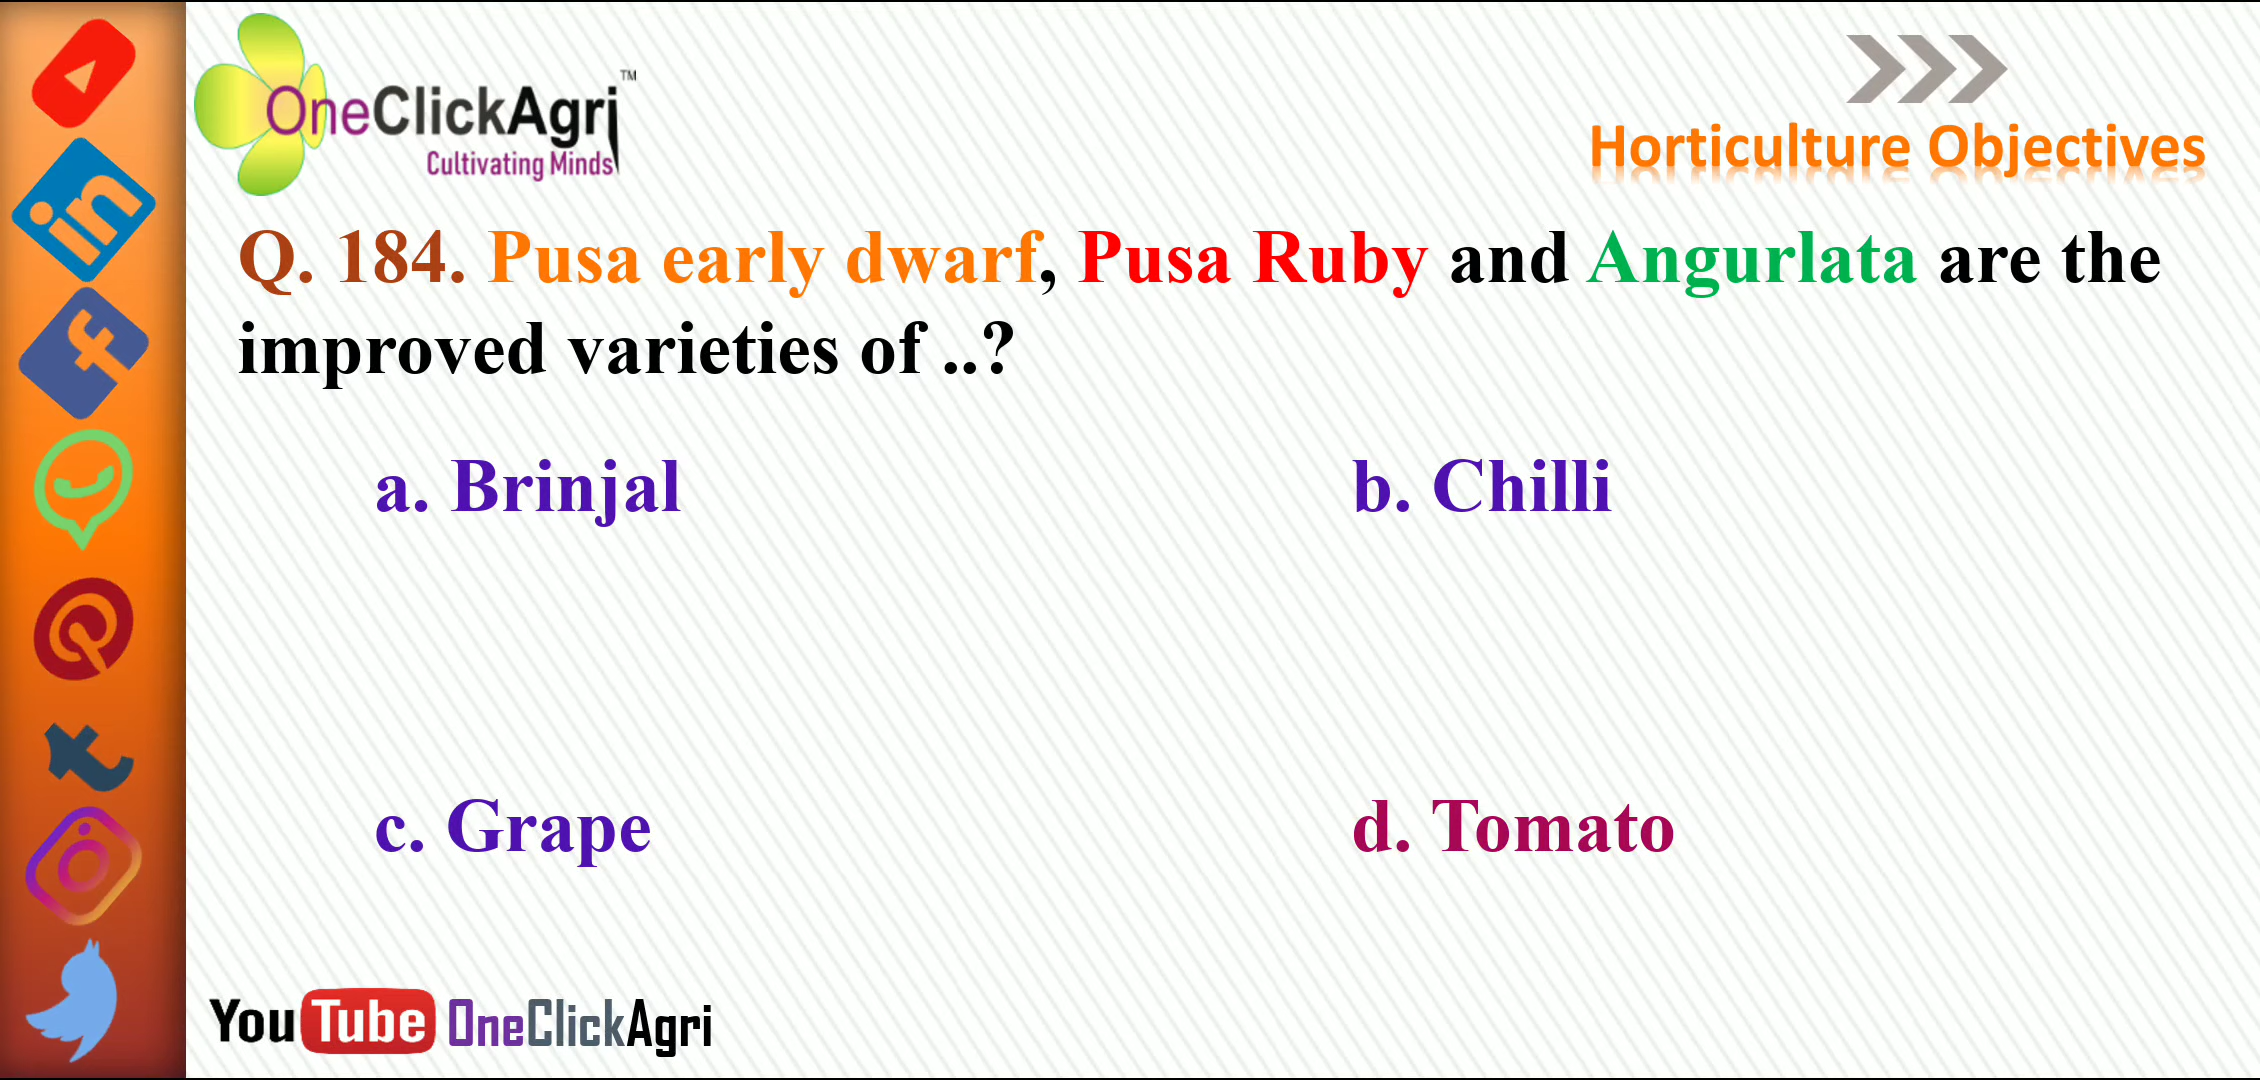 OneClickAgri™
Cultivating Minds
Horticulture Objectives
Q. 184. Pusa early dwarf, Pusa Ruby and Angurlata are the
improved varieties of ..?
a. Brinjal
b. Chilli
c. Grape
d. Tomato
YouTube OneClickAgri